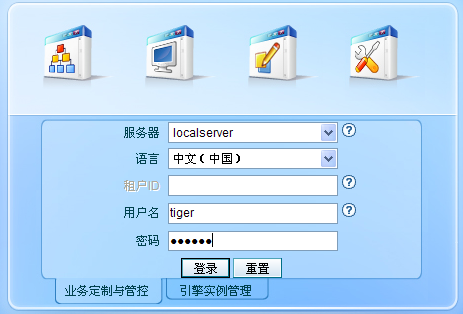 服务器 localserver
语言 中文(中国)
租户ID
用户名 tiger
密码 ●●●●●●
登录 重置
业务定制与管控 引擎实例管理